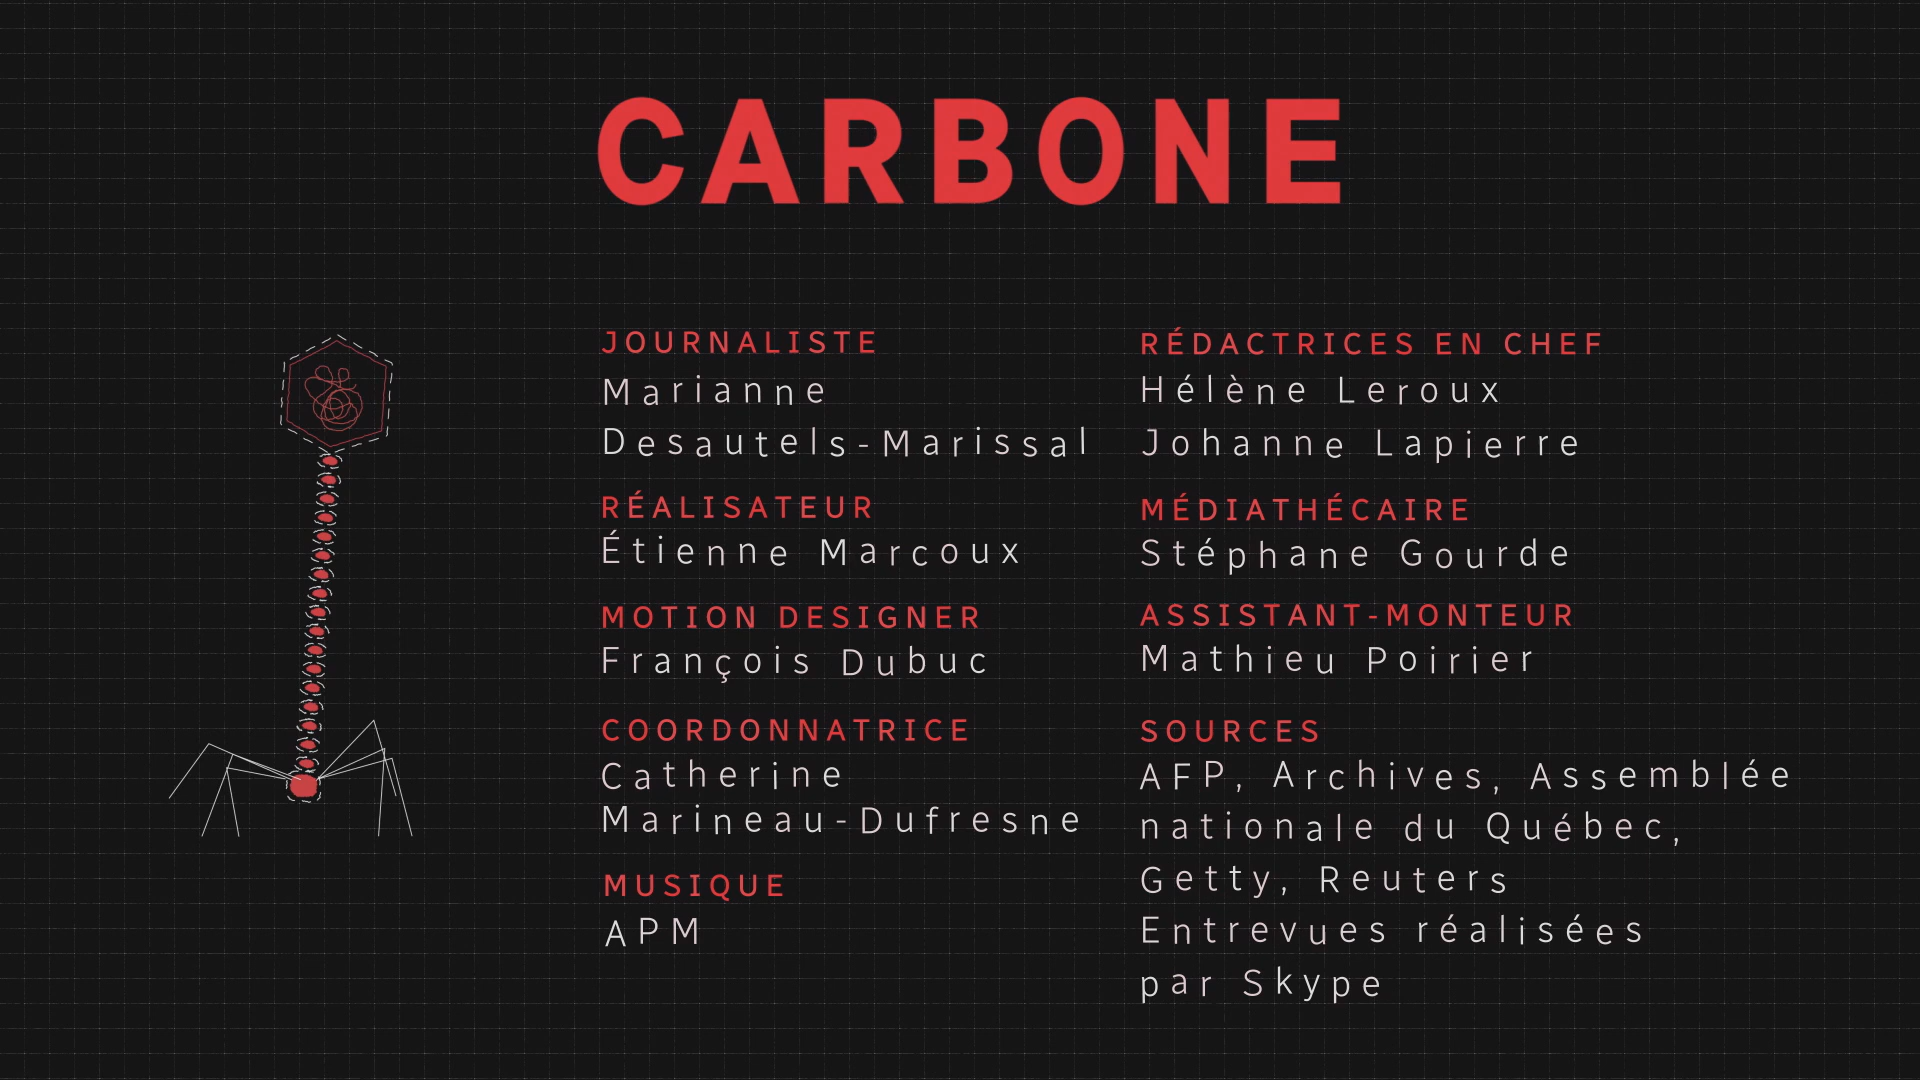 CARBONE
JOURNALISTE
Marianne
Desautels-Marissal
RÉALISATEUR
Étienne Marcoux
MOTION DESIGNER
François Dubuc
COORDONNATRICE
Catherine
Marineau-Dufresne
MUSIQUE
APM
RÉDACTRICES EN CHEF
Hélène Leroux
Johanne Lapierre
MÉDIATHÉCAIRE
Stéphane Gourde
ASSISTANT-MONTEUR
Mathieu Poirier
SOURCES
AFP, Archives, Assemblée
nationale du Québec,
Getty, Reuters
Entrevues réalisées
par Skype